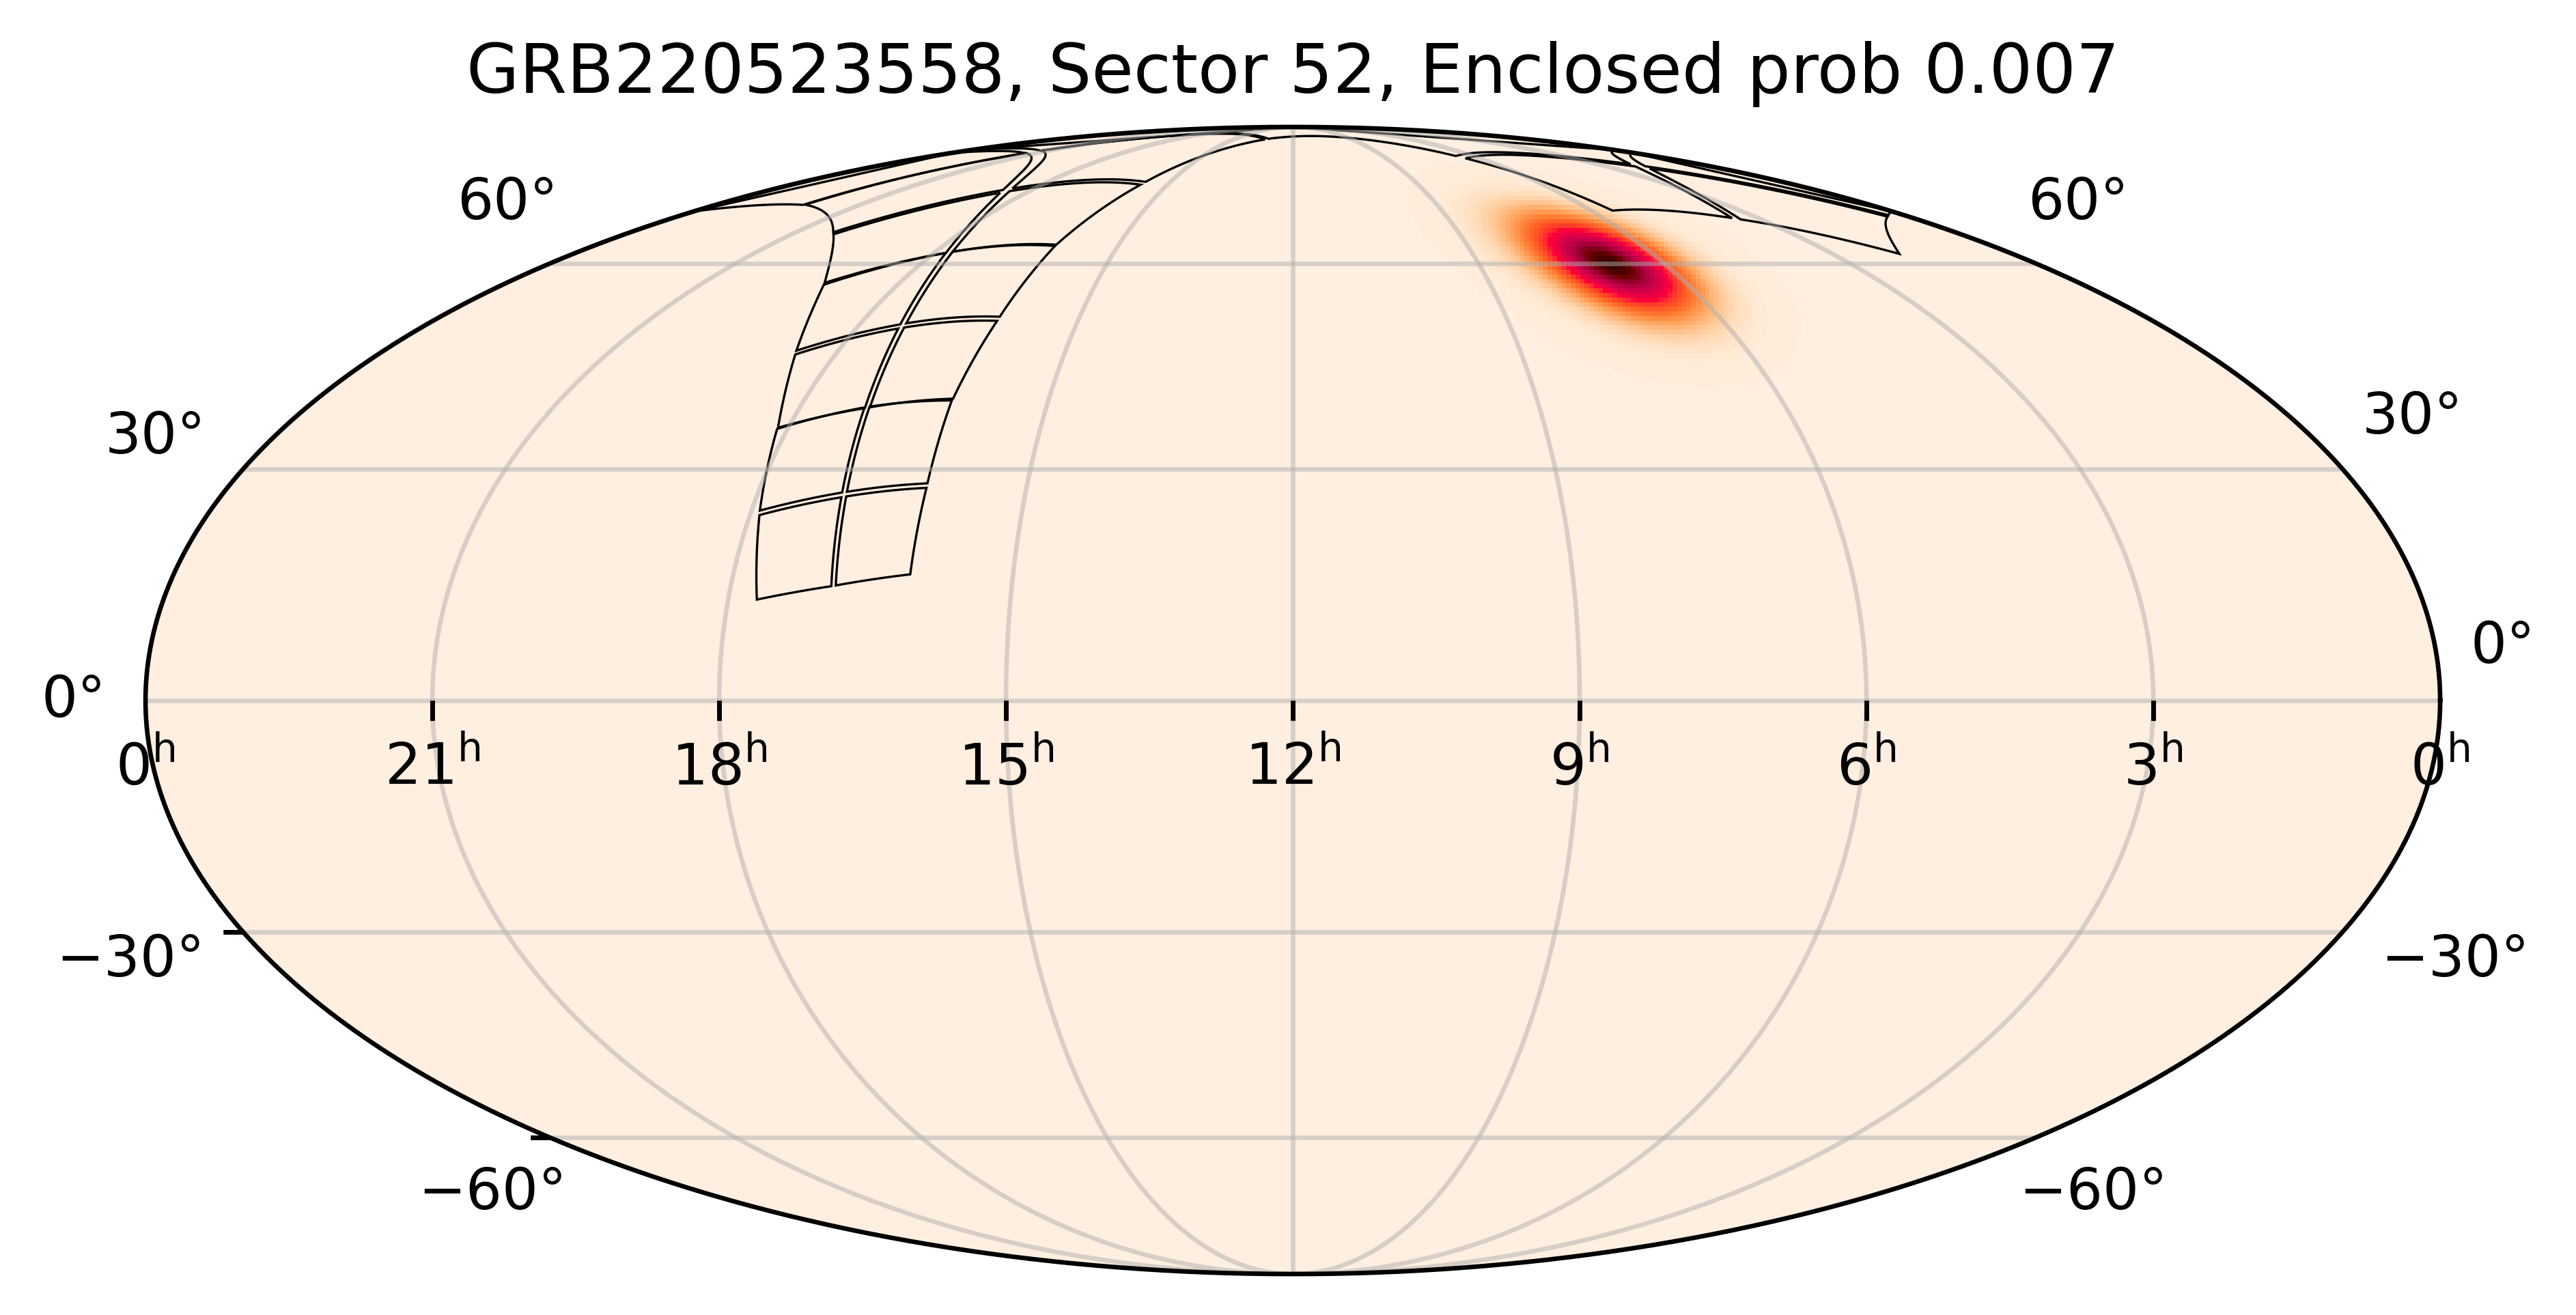 GRB220523558, Sector 52, Enclosed prob 0.007
60° 60°
30° 30°
0° 0°
0h 21h 18h 15h 12h 9h 6h 3h 0h
−30° −30°
−60° −60°